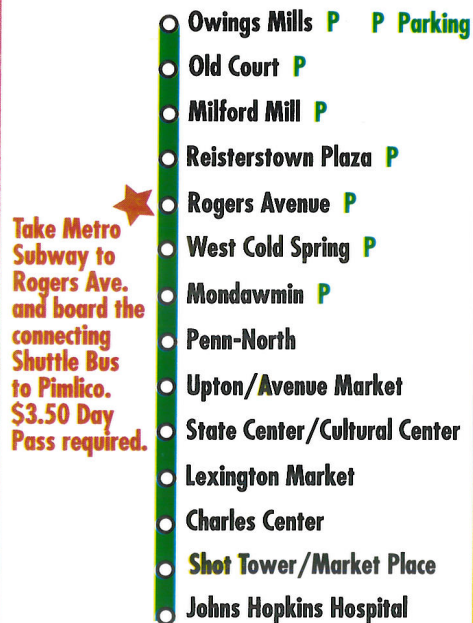 Owings Mills P P Parking
Old Court P
Milford Mill P
Reisterstown Plaza P
Rogers Avenue P
West Cold Spring P
Mondawmin P
Penn-North
Upton/Avenue Market
State Center/Cultural Center
Lexington Market
Charles Center
Shot Tower/Market Place
Johns Hopkins Hospital
Take Metro
Subway to
Rogers Ave.
and board the
connecting
Shuttle Bus
to Pimlico.
$3.50 Day
Pass required.